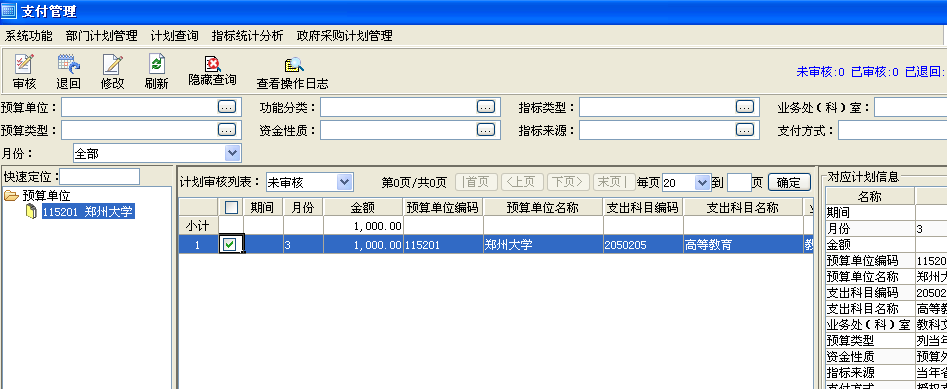 支付管理
系统功能 部门计划管理 计划查询 指标统计分析 政府采购计划管理
审核 退回 修改 刷新 隐藏查询 查看操作日志 未审核:0 已审核:0 已退回:
预算单位： ... 功能分类： ... 指标类型： ... 业务处（科）室：
预算类型： ... 资金性质： ... 指标来源： ... 支付方式：
月份： 全部
快速定位：
预算单位
115201 郑州大学
计划审核列表： 未审核 第0页/共0页 |首页 <上页 下页> 末页| 每页 20 到 页 确定
期间 月份 金额 预算单位编码 预算单位名称 支出科目编码 支出科目名称
小计 1,000.00
1 3 1,000.00 115201 郑州大学 2050205 高等教育 教
对应计划信息
名称
期间
月份 3
金额
预算单位编码 11520
预算单位名称 郑州大
支出科目编码 20502
支出科目名称 高等教
业务处（科）室 教科文
预算类型 列当年
资金性质 预算外
指标来源 当年省
支付方式 授权支